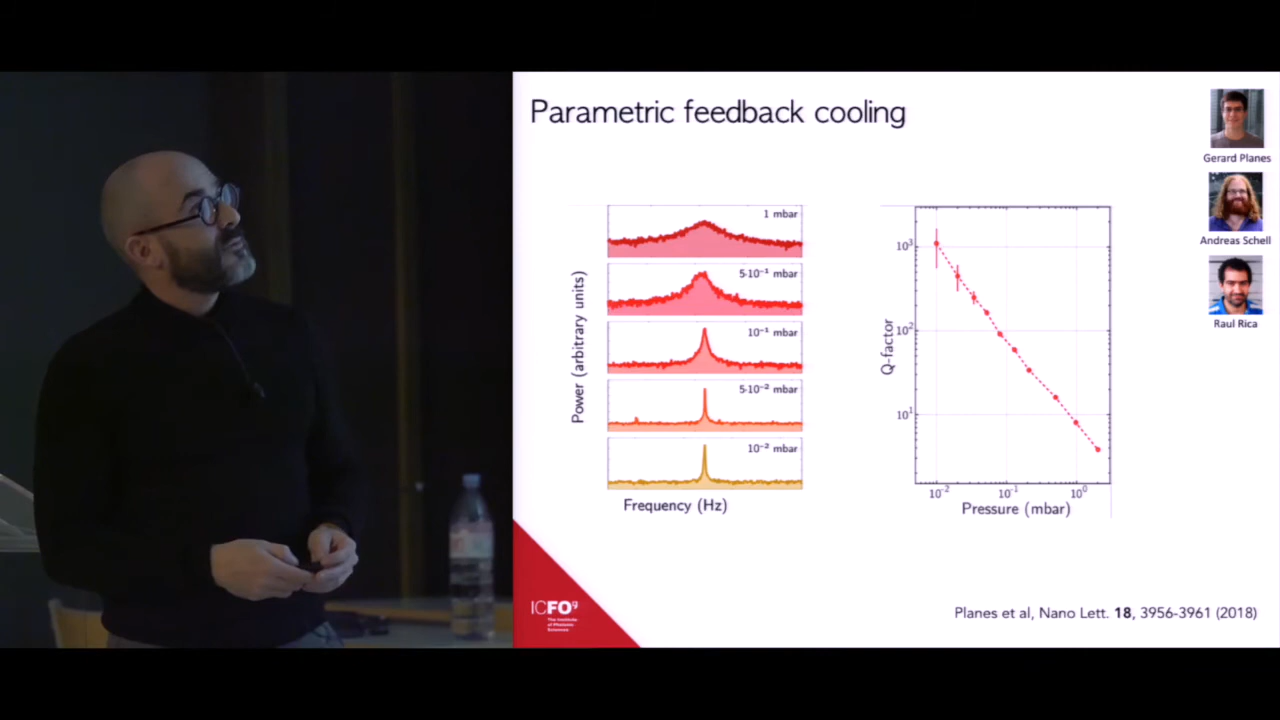 Parametric feedback cooling
Gerard Planes
Andreas Schell
Raul Rica
Power (arbitrary units)
1 mbar
5·10⁻¹ mbar
10⁻¹ mbar
5·10⁻² mbar
10⁻² mbar
Frequency (Hz)
Q-factor
10³
10²
10¹
10⁻²
10⁻¹
10⁰
Pressure (mbar)
ICFO⁹
The Institute
of Photonic
Sciences
Planes et al, Nano Lett. 18, 3956-3961 (2018)